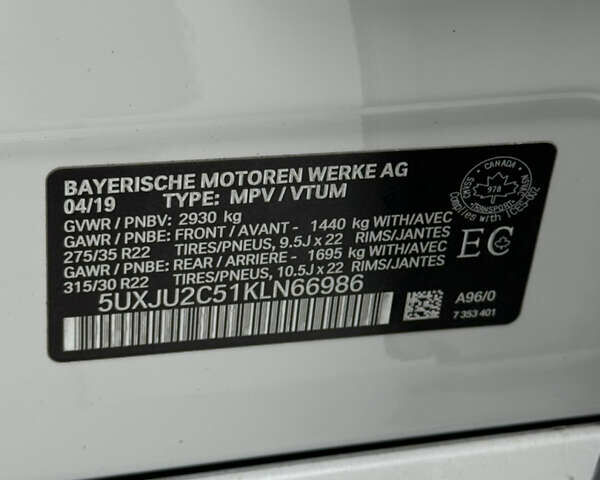 BAYERISCHE MOTOREN WERKE AG
04/19 TYPE: MPV / VTUM
GVWR / PNBV: 2930 kg
GAWR / PNBE: FRONT / AVANT - 1440 kg WITH/AVEC
275/35 R22 TIRES/PNEUS, 9.5J x 22 RIMS/JANTES
GAWR / PNBE: REAR / ARRIERE - 1695 kg WITH/AVEC
315/30 R22 TIRES/PNEUS, 10.5J x 22 RIMS/JANTES
5UXJU2C51KLN66986
CANADA
970
TRANSPORT
EC
A96/0
7 353 401